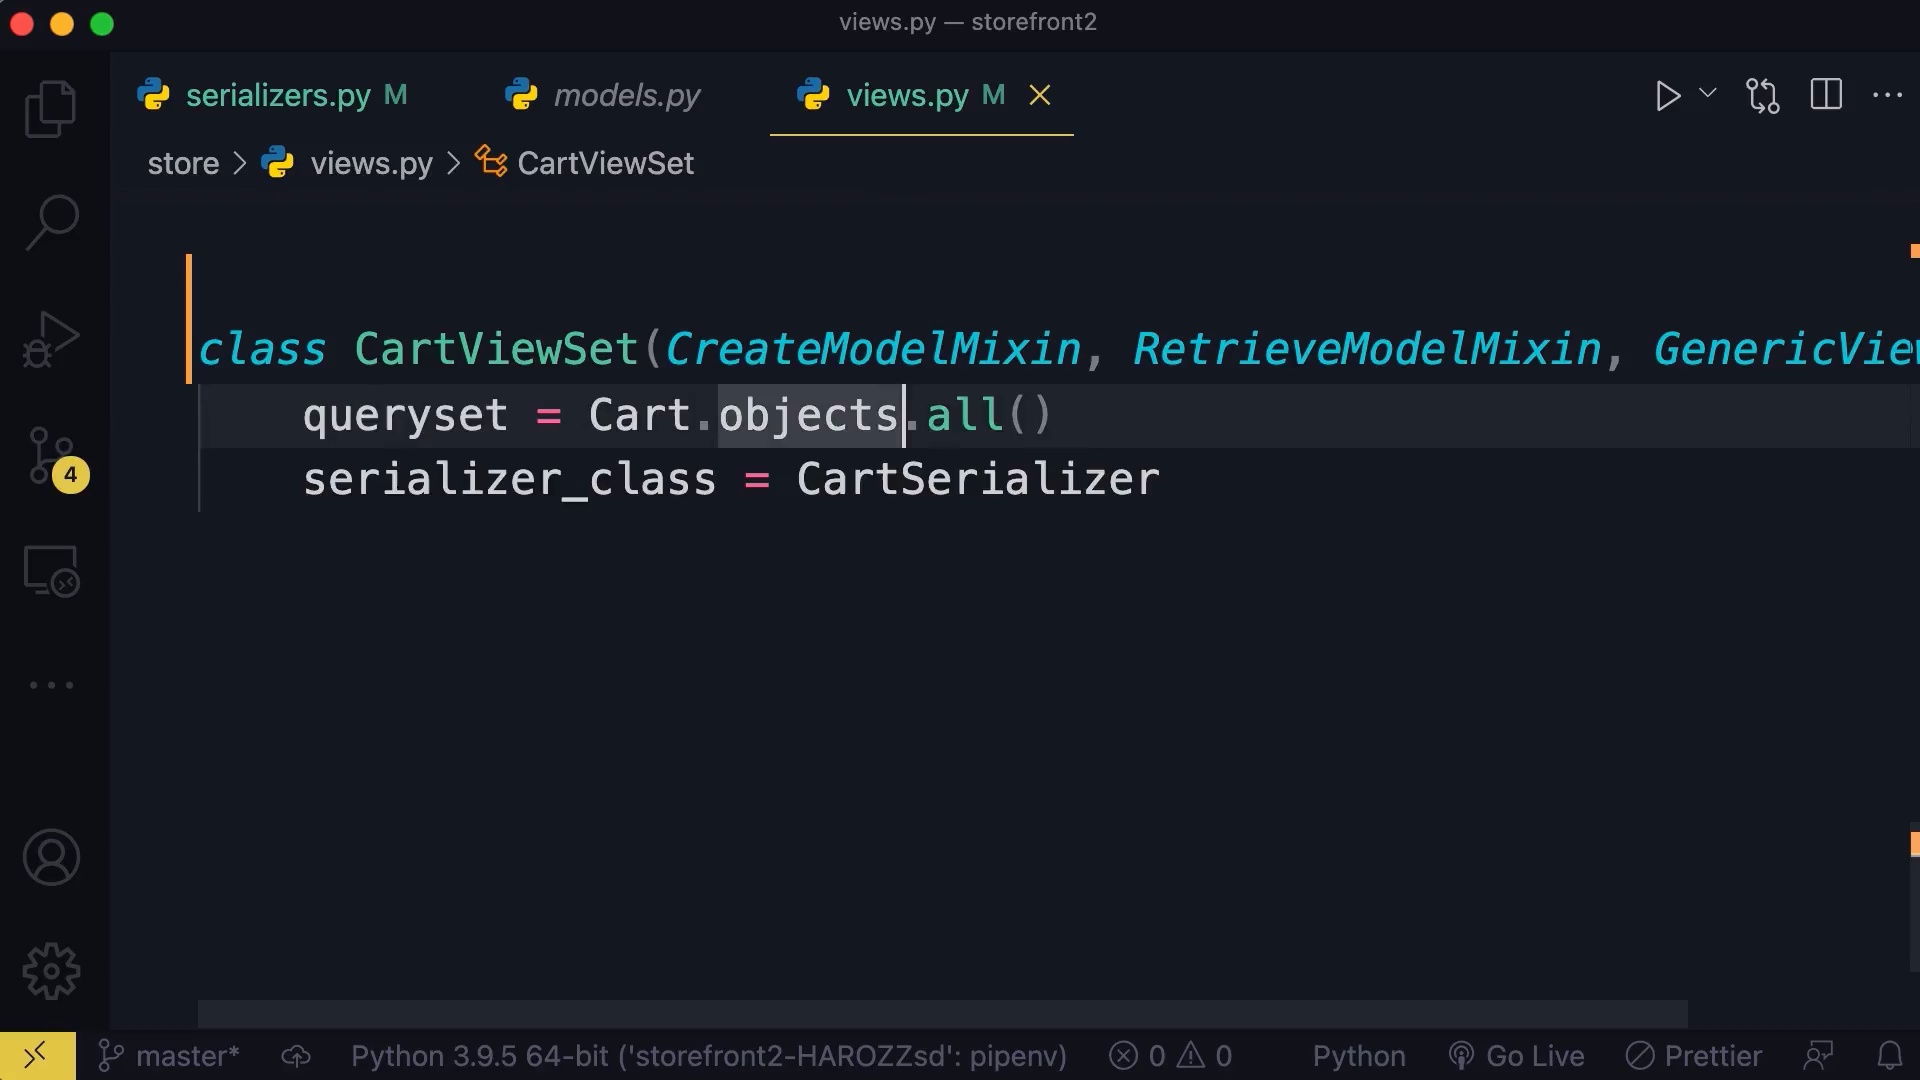 views.py — storefront2
serializers.py M
models.py
views.py M
store > views.py > CartViewSet
class CartViewSet(CreateModelMixin, RetrieveModelMixin, GenericView
queryset = Cart.objects.all()
serializer_class = CartSerializer
4
master*
Python 3.9.5 64-bit ('storefront2-HAROZZsd': pipenv)
0
0
Python
Go Live
Prettier